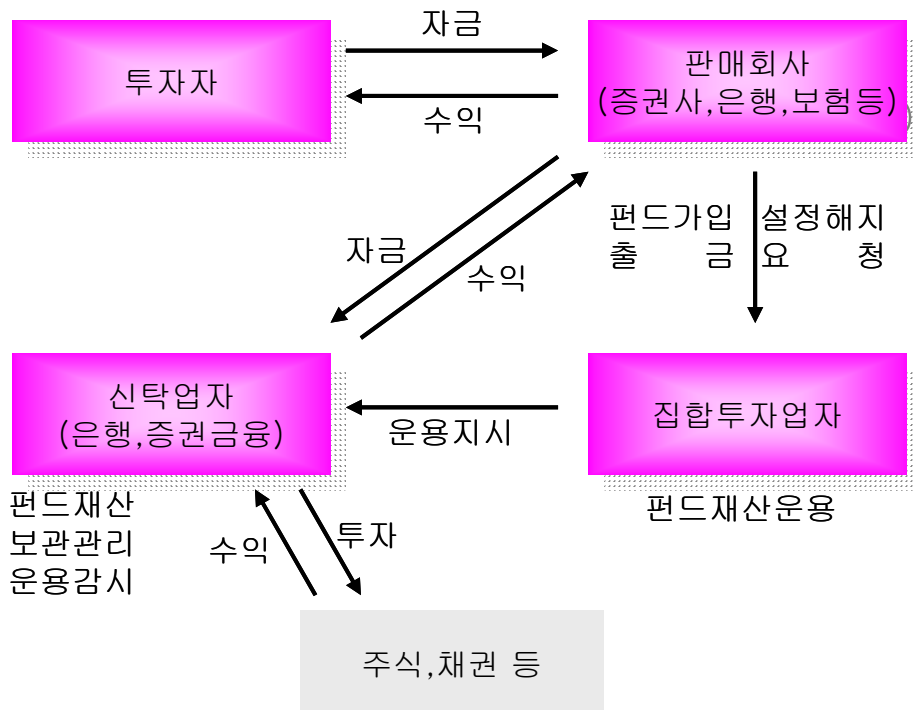 자금
투자자
판매회사
(증권사,은행,보험등)
)
수익
펀드가입
출 금
설정해지
요 청
자금
수익
신탁업자
(은행,증권금융)
운용지시
집합투자업자
펀드재산
보관관리
운용감시
펀드재산운용
수익
투자
주식,채권 등